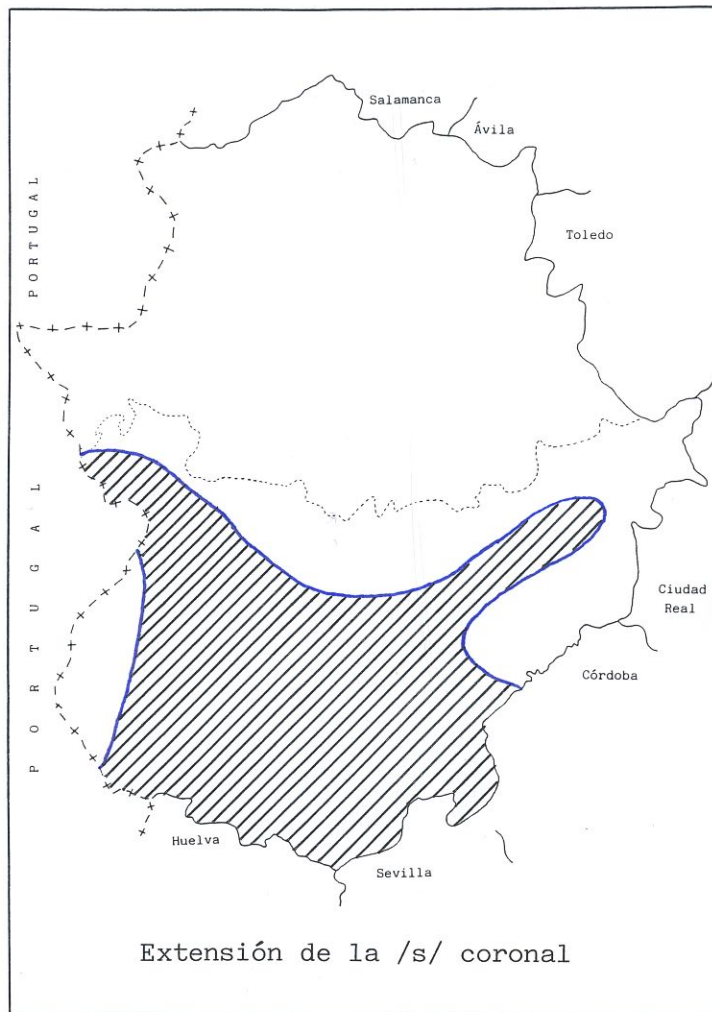 Salamanca
Ávila
PORTUGAL
Toledo
PORTUGAL
Ciudad
Real
Córdoba
Huelva
Sevilla
Extensión de la /s/ coronal